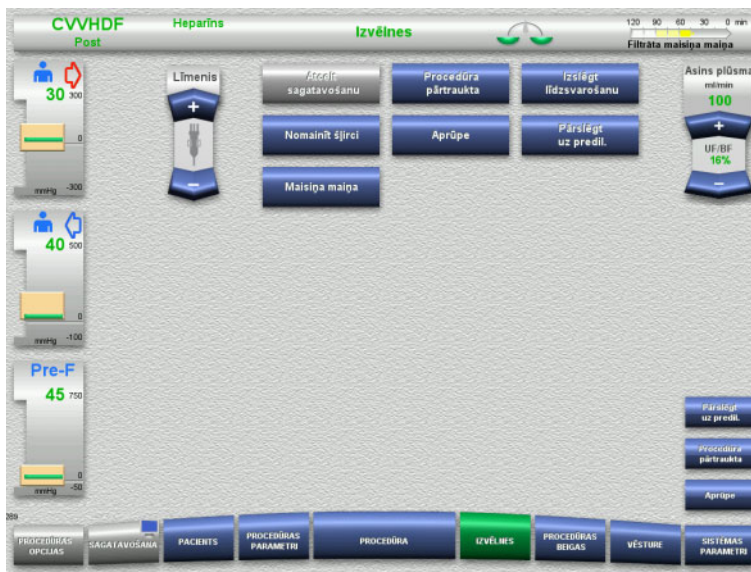 CVVHDF
Post
Heparīns
Izvēlnes
120 90 60 30 0 min
Filtrāta maisiņa maiņa
30 300
0
mmHg -300
Līmenis
+
−
Atcelt
sagatavošanu
Procedūra
pārtraukta
Izslēgt
līdzsvarošanu
Nomainīt šļirci
Aprūpe
Pārslēgt
uz predil.
Maisiņa maiņa
Asins plūsma
ml/min
100
+
UF/BF
16%
−
40 500
0
mmHg -100
Pre-F
45 750
0
mmHg -50
Pārslēgt
uz predil.
Procedūra
pārtraukta
Aprūpe
269
PROCEDŪRAS
OPCIJAS
SAGATAVOŠANA
PACIENTS
PROCEDŪRAS
PARAMETRI
PROCEDŪRA
IZVĒLNES
PROCEDŪRAS
BEIGAS
VĒSTURE
SISTĒMAS
PARAMETRI